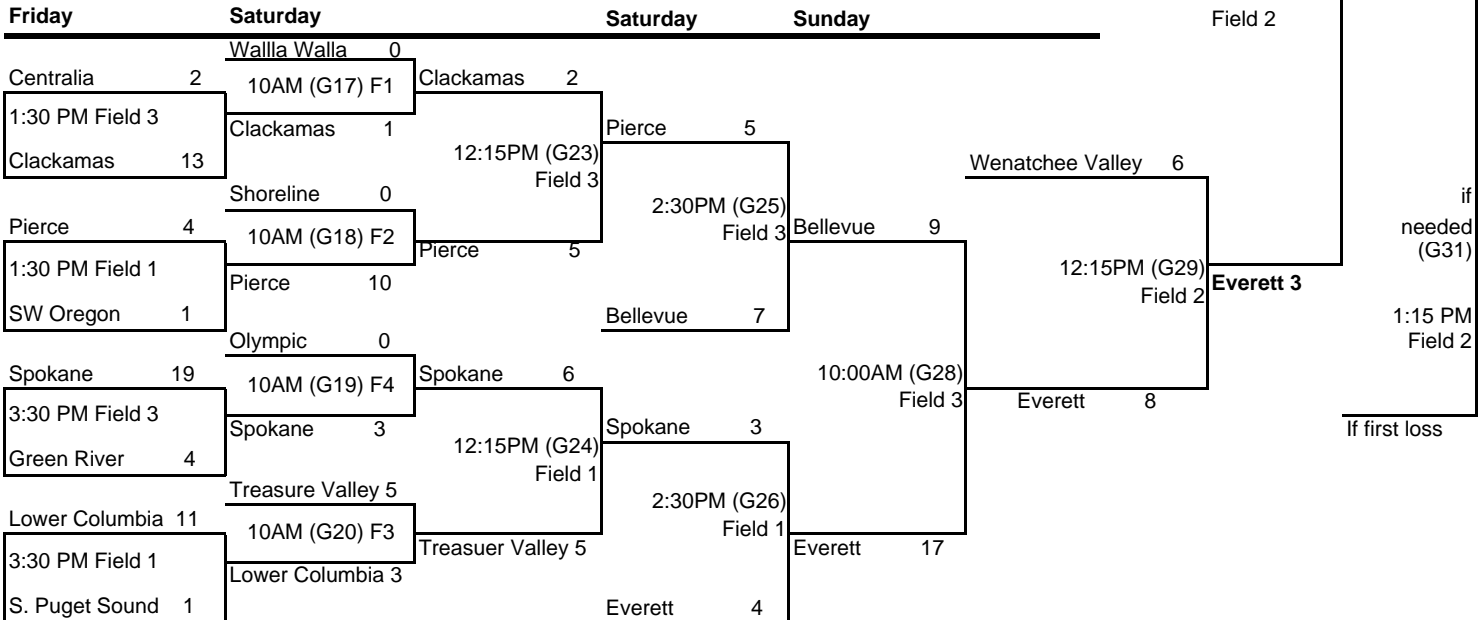 Friday Saturday Saturday Sunday Field 2
Wallla Walla 0
Centralia 2
10AM (G17) F1
Clackamas 2
1:30 PM Field 3
Clackamas 1
Pierce 5
Clackamas 13
12:15PM (G23)
Field 3
Wenatchee Valley 6
Shoreline 0
2:30PM (G25)
Field 3
if
needed
(G31)
Pierce 4
10AM (G18) F2
Pierce 5
Bellevue 9
1:30 PM Field 1
Pierce 10
12:15PM (G29)
Field 2
Everett 3
SW Oregon 1
Bellevue 7
1:15 PM
Field 2
Olympic 0
Spokane 19
10AM (G19) F4
Spokane 6
10:00AM (G28)
Field 3
3:30 PM Field 3
Spokane 3
Everett 8
Spokane 3
If first loss
Green River 4
12:15PM (G24)
Field 1
Treasure Valley 5
2:30PM (G26)
Field 1
Lower Columbia 11
10AM (G20) F3
Treasuer Valley 5
Everett 17
3:30 PM Field 1
Lower Columbia 3
S. Puget Sound 1
Everett 4